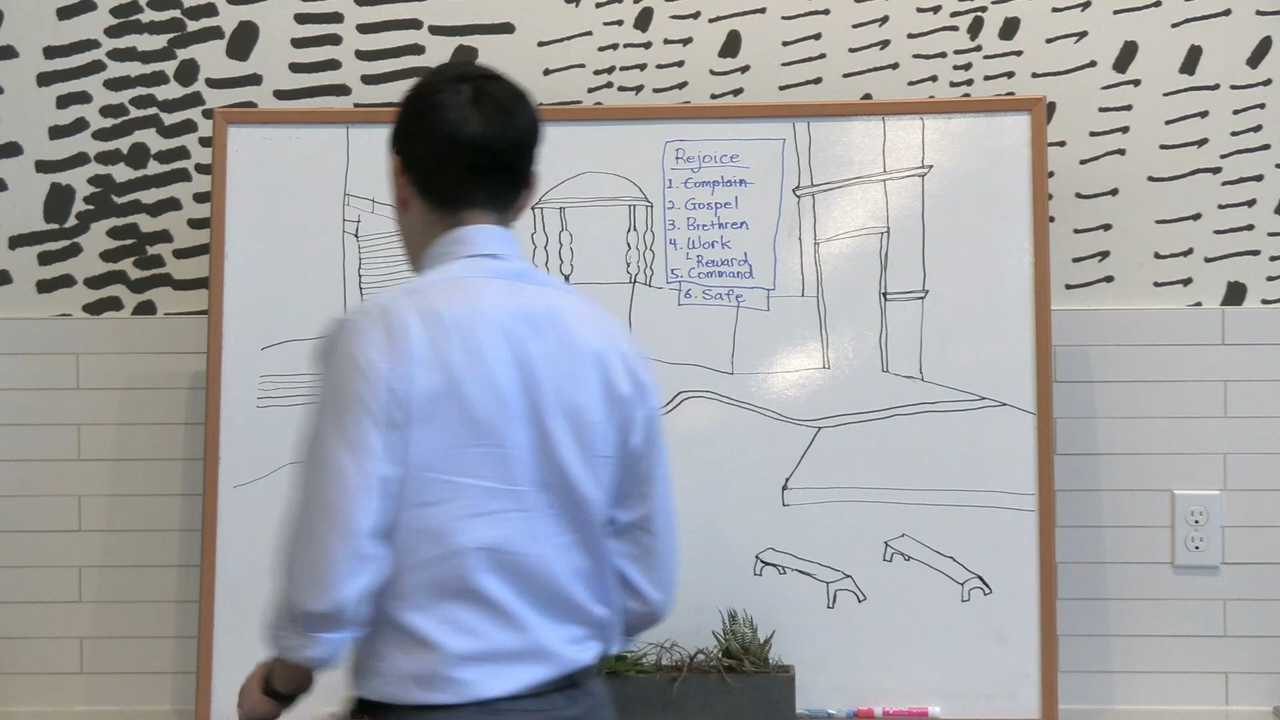 Rejoice
1. Complain
2. Gospel
3. Brethren
4. Work
└ Reward
5. Command
6. Safe